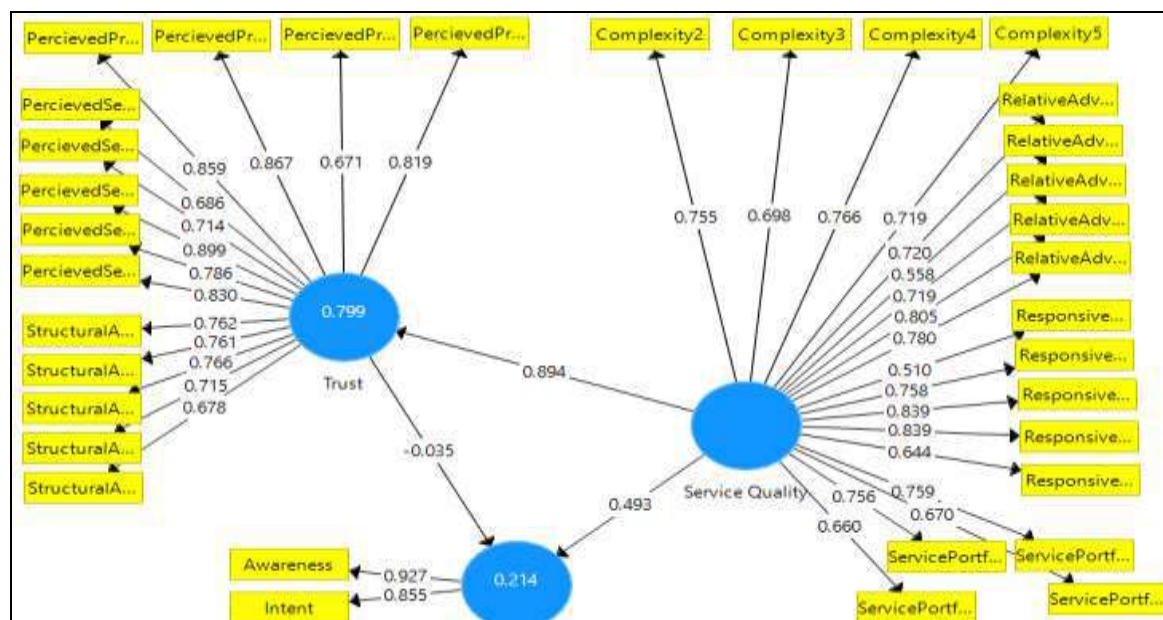 PercievedPr...
PercievedPr...
PercievedPr...
PercievedPr...
Complexity2
Complexity3
Complexity4
Complexity5
PercievedSe...
PercievedSe...
PercievedSe...
PercievedSe...
PercievedSe...
StructuralA...
StructuralA...
StructuralA...
StructuralA...
StructuralA...
0.859
0.867
0.671
0.819
0.686
0.714
0.899
0.786
0.830
0.762
0.761
0.766
0.715
0.678
0.799
Trust
0.755
0.698
0.766
0.719
0.720
0.558
0.719
0.805
0.780
0.510
0.758
0.839
0.839
0.644
0.759
0.670
0.756
0.660
RelativeAdv...
RelativeAdv...
RelativeAdv...
RelativeAdv...
RelativeAdv...
Responsive...
Responsive...
Responsive...
Responsive...
Responsive...
0.894
-0.035
0.493
Service Quality
ServicePortf...
ServicePortf...
ServicePortf...
ServicePortf...
Awareness
Intent
0.927
0.855
0.214